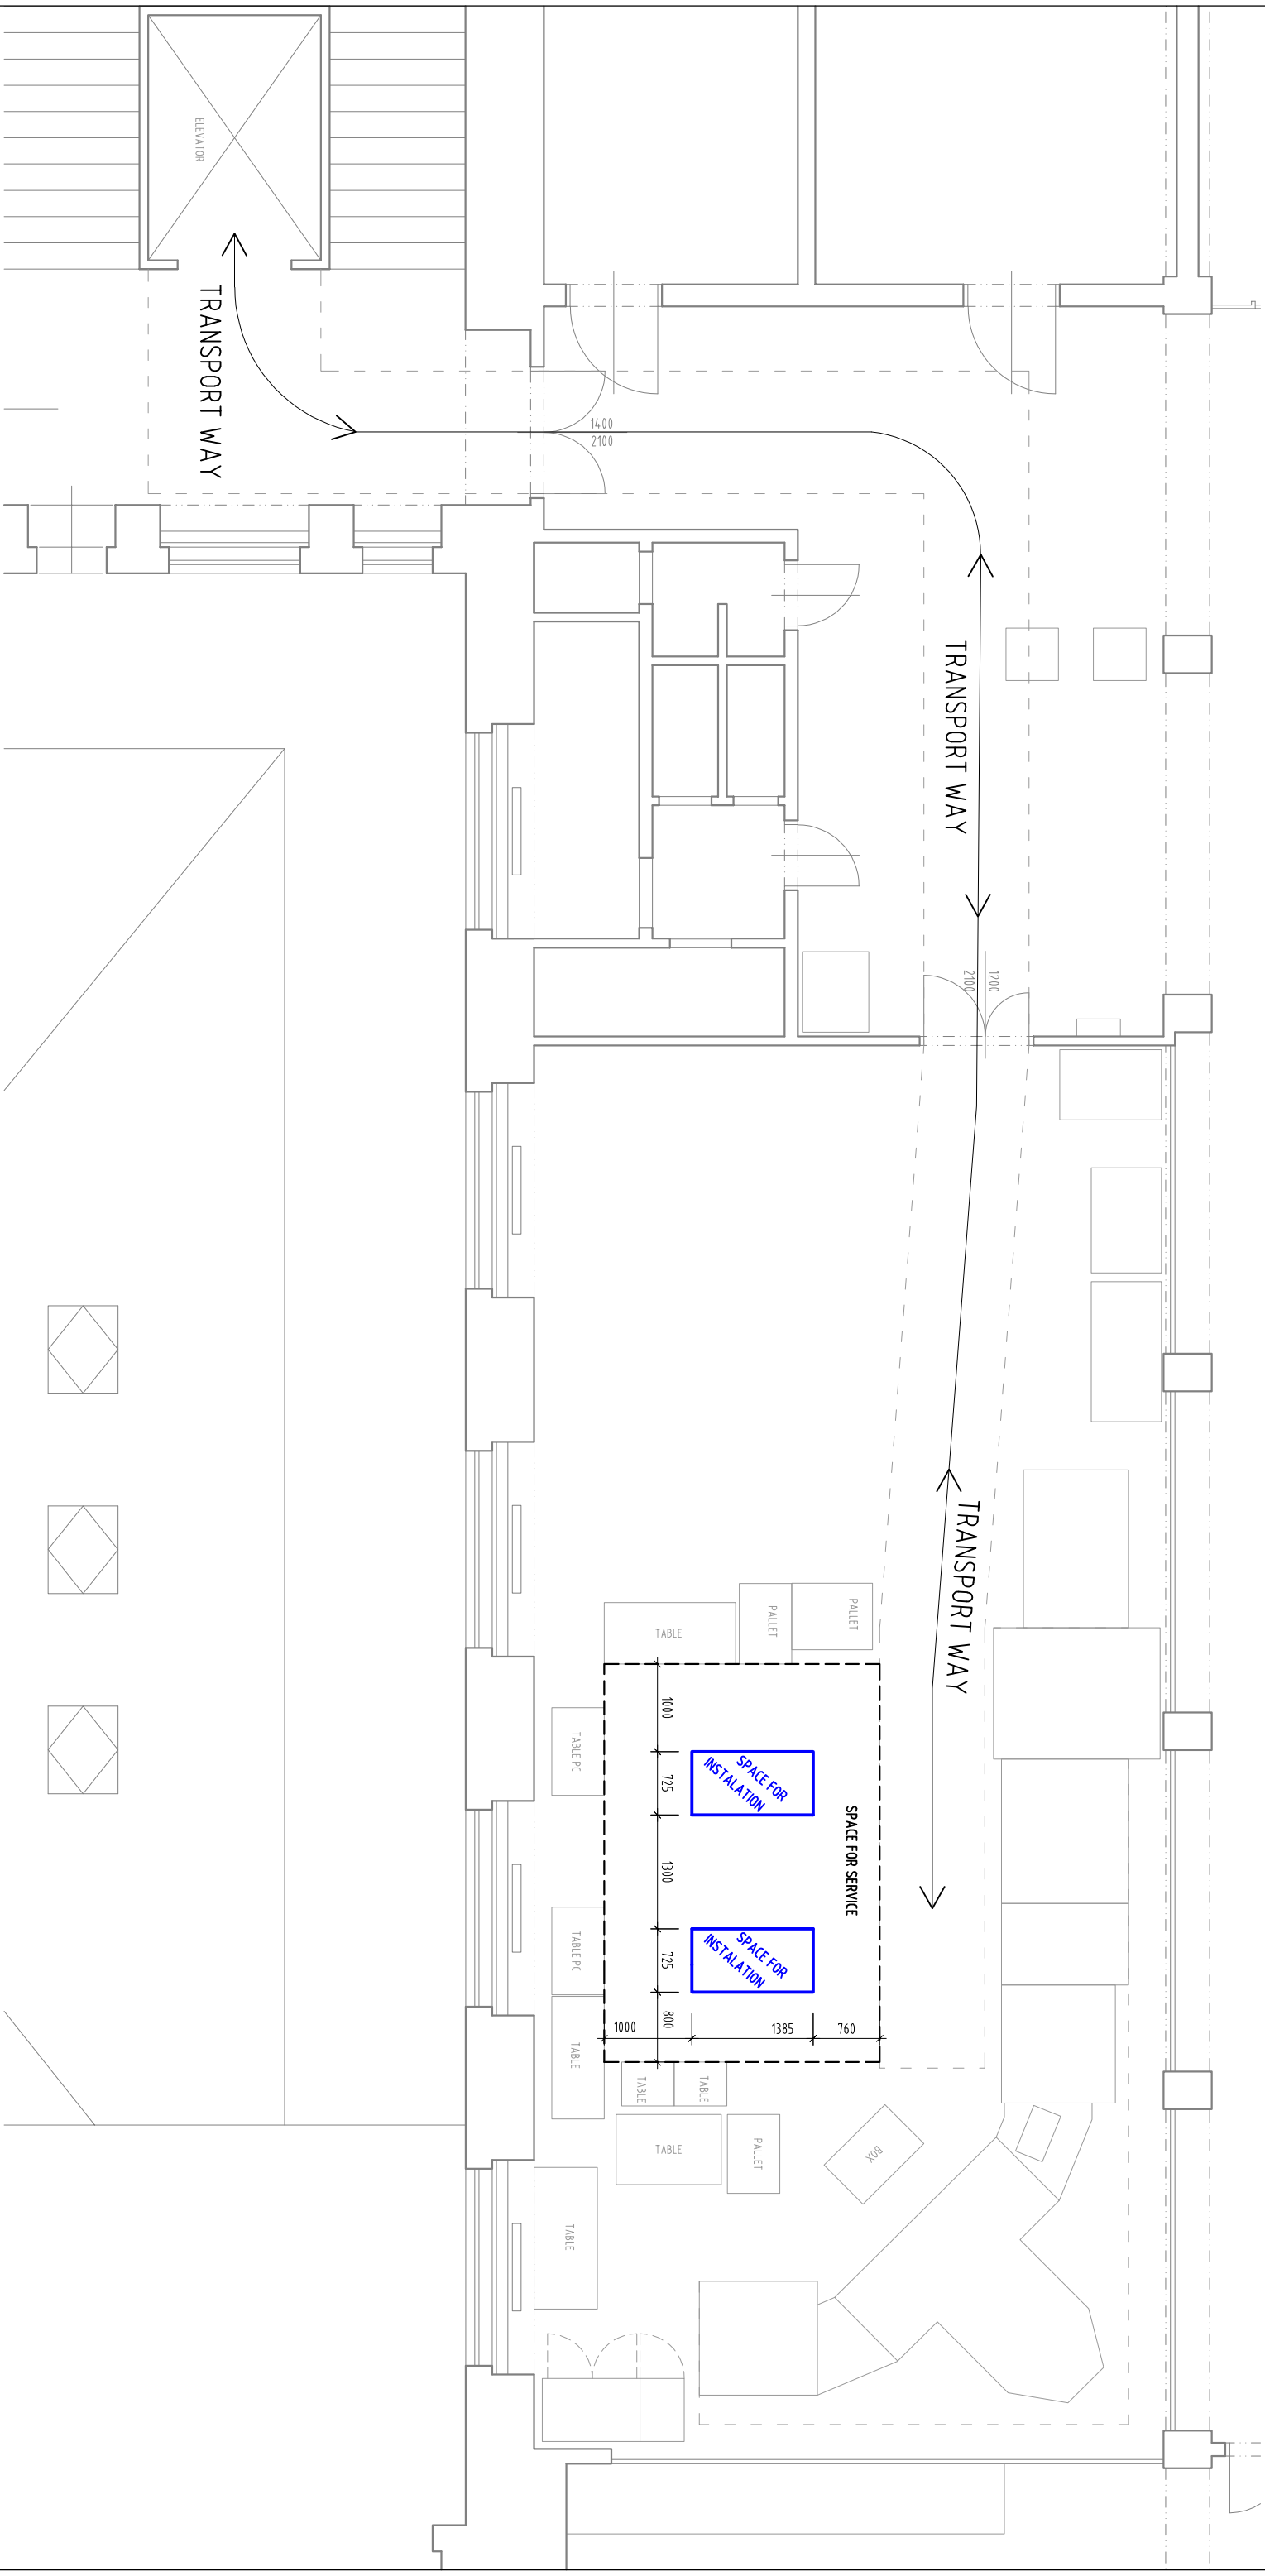 ELEVATOR
TRANSPORT WAY
1400
2100
TRANSPORT WAY
1200
2100
TRANSPORT WAY
PALLET
PALLET
TABLE
1000
TABLE PC
725
SPACE FOR
INSTALATION
SPACE FOR SERVICE
1300
TABLE PC
725
SPACE FOR
INSTALATION
800
1000
1385
760
TABLE
TABLE
TABLE
TABLE
PALLET
BOX
TABLE